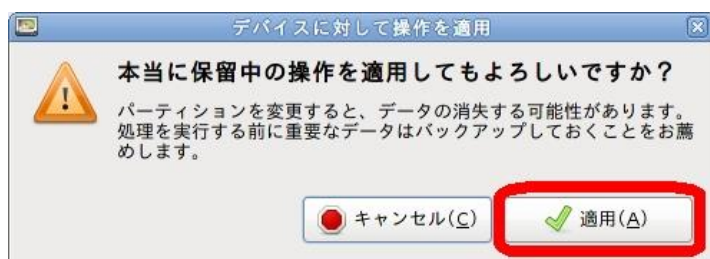 デバイスに対して操作を適用
本当に保留中の操作を適用してもよろしいですか？
パーティションを変更すると、データの消失する可能性があります。
処理を実行する前に重要なデータはバックアップしておくことをお薦
めします。
キャンセル(C) 適用(A)